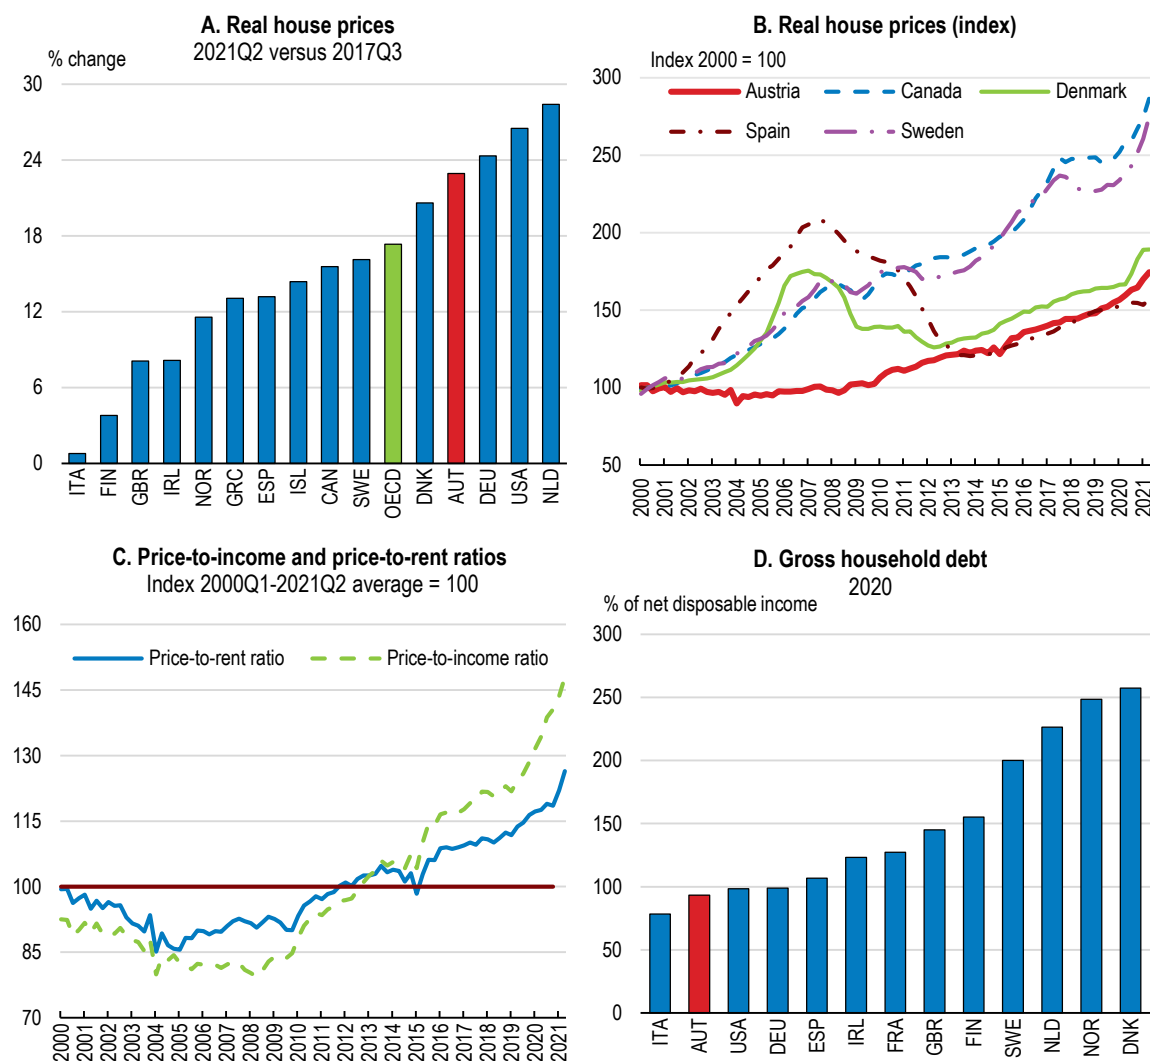 A. Real house prices
2021Q2 versus 2017Q3
% change
30
24
18
12
6
0
ITA FIN GBR IRL NOR GRC ESP ISL CAN SWE OECD DNK AUT DEU USA NLD
B. Real house prices (index)
Index 2000 = 100
300
250
200
150
100
50
Austria Canada Denmark
Spain Sweden
2000 2001 2002 2003 2004 2005 2006 2007 2008 2009 2010 2011 2012 2013 2014 2015 2016 2017 2018 2019 2020 2021
C. Price-to-income and price-to-rent ratios
Index 2000Q1-2021Q2 average = 100
160
145
130
115
100
85
70
Price-to-rent ratio Price-to-income ratio
2000 2001 2002 2003 2004 2005 2006 2007 2008 2009 2010 2011 2012 2013 2014 2015 2016 2017 2018 2019 2020 2021
D. Gross household debt
2020
% of net disposable income
300
250
200
150
100
50
0
ITA AUT USA DEU ESP IRL FRA GBR FIN SWE NLD NOR DNK